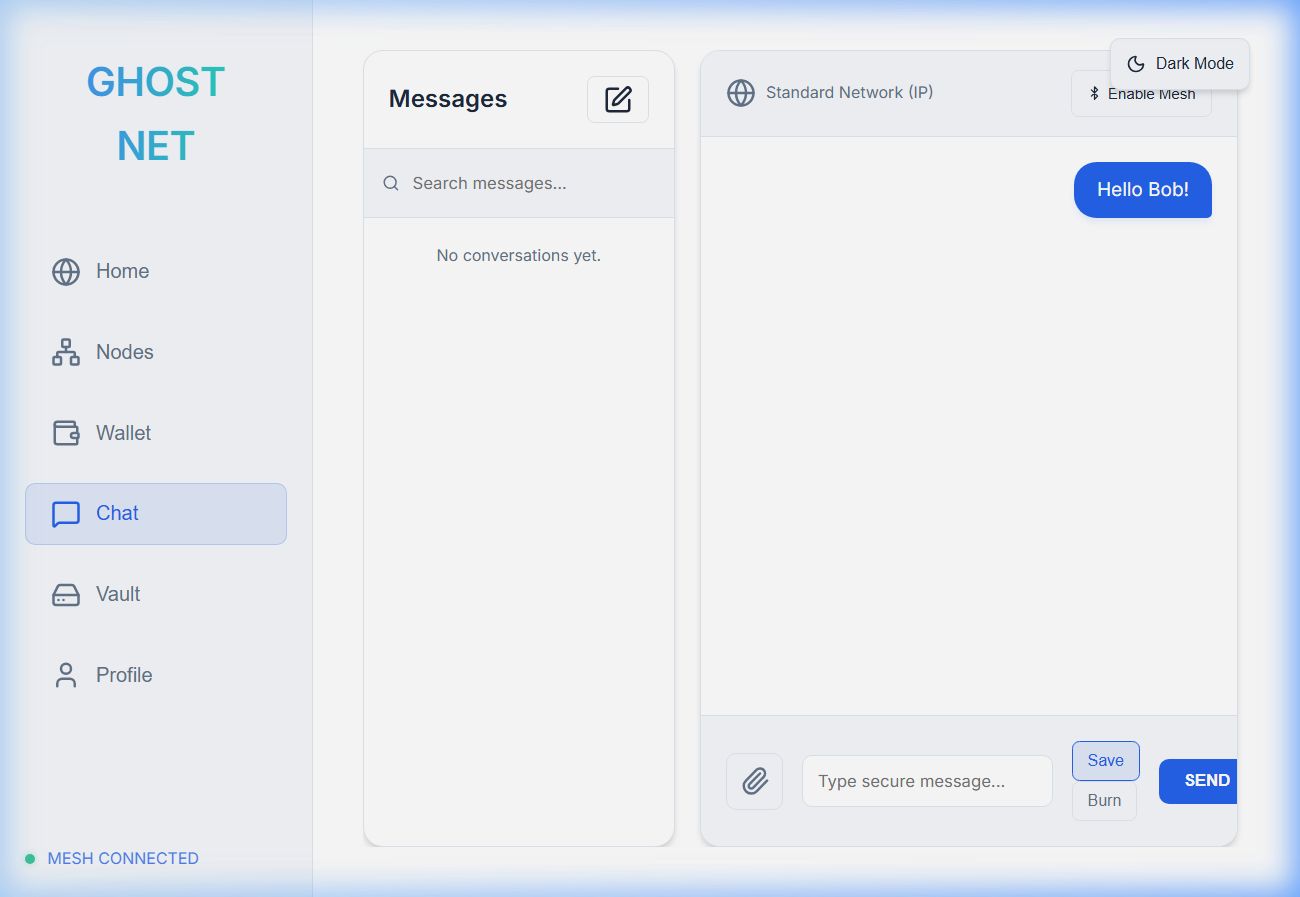 GHOST
NET
Home
Nodes
Wallet
Chat
Vault
Profile
MESH CONNECTED
Messages
Search messages...
No conversations yet.
Standard Network (IP)
Dark Mode
Enable Mesh
Hello Bob!
Type secure message...
Save
Burn
SEND